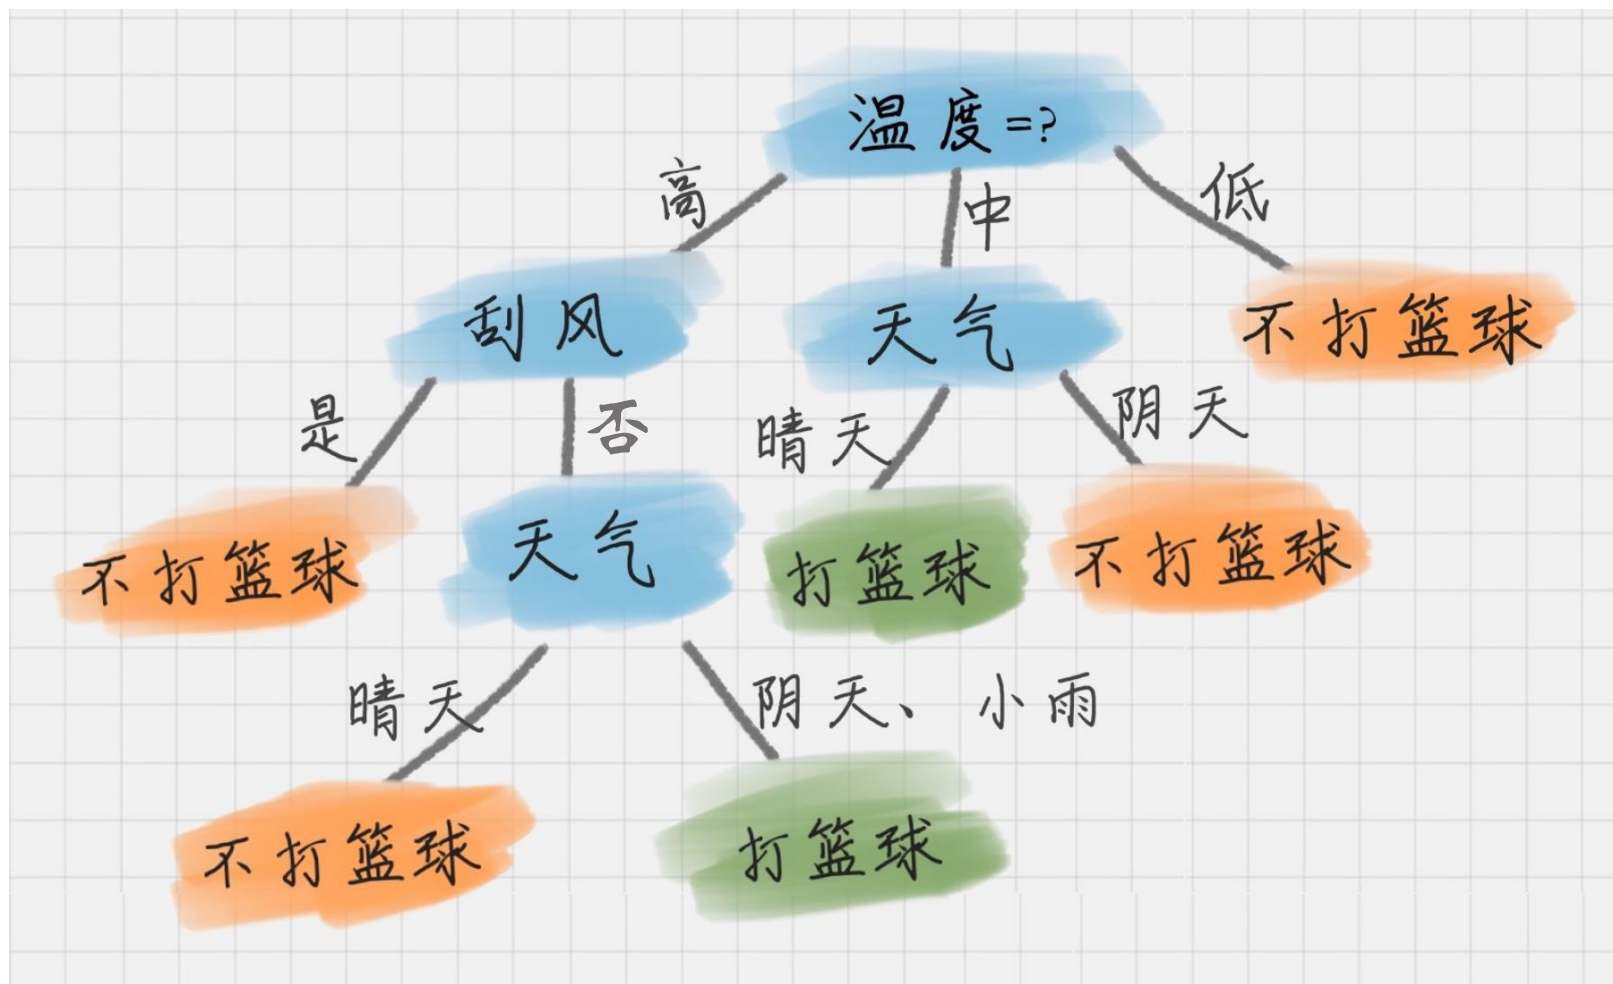 温度=?
高
中
低
刮风
天气
不打篮球
是
否
晴天
阴天
不打篮球
天气
打篮球
不打篮球
晴天
阴天、小雨
不打篮球
打篮球